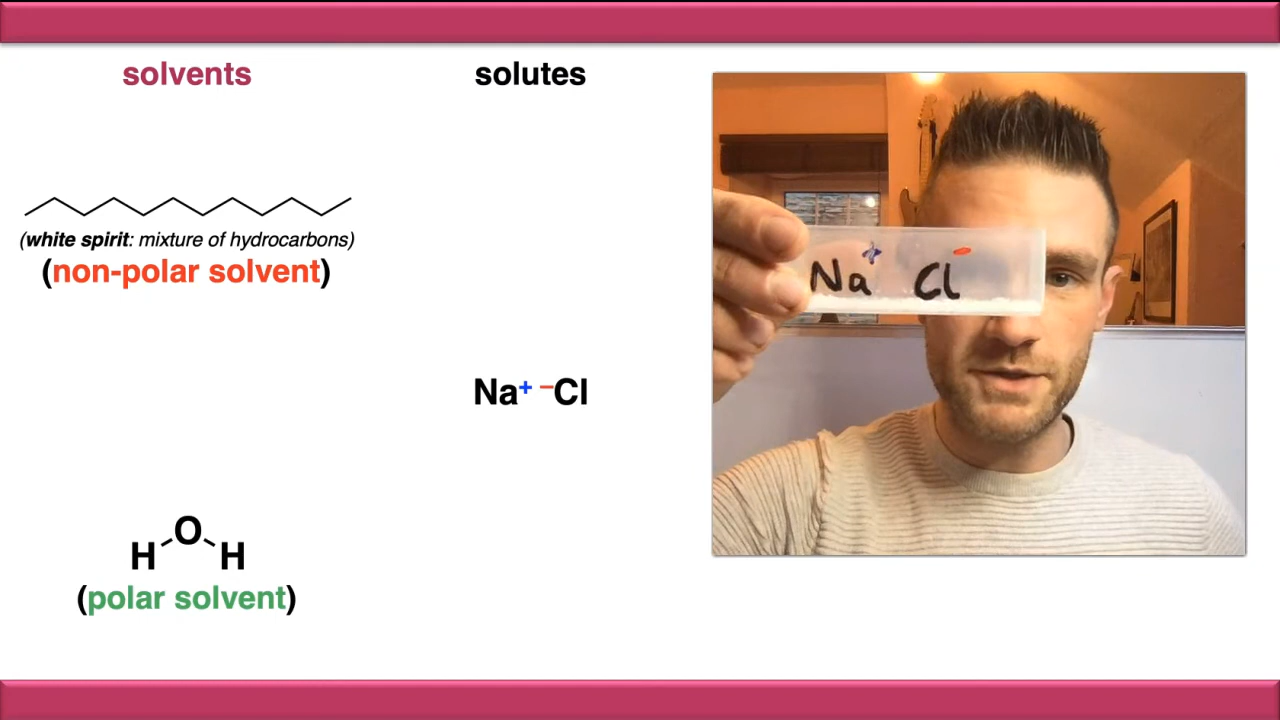 solvents
solutes
(white spirit: mixture of hydrocarbons)
(non-polar solvent)
Na⁺ ⁻Cl
H O H
(polar solvent)
Na⁺ Cl⁻